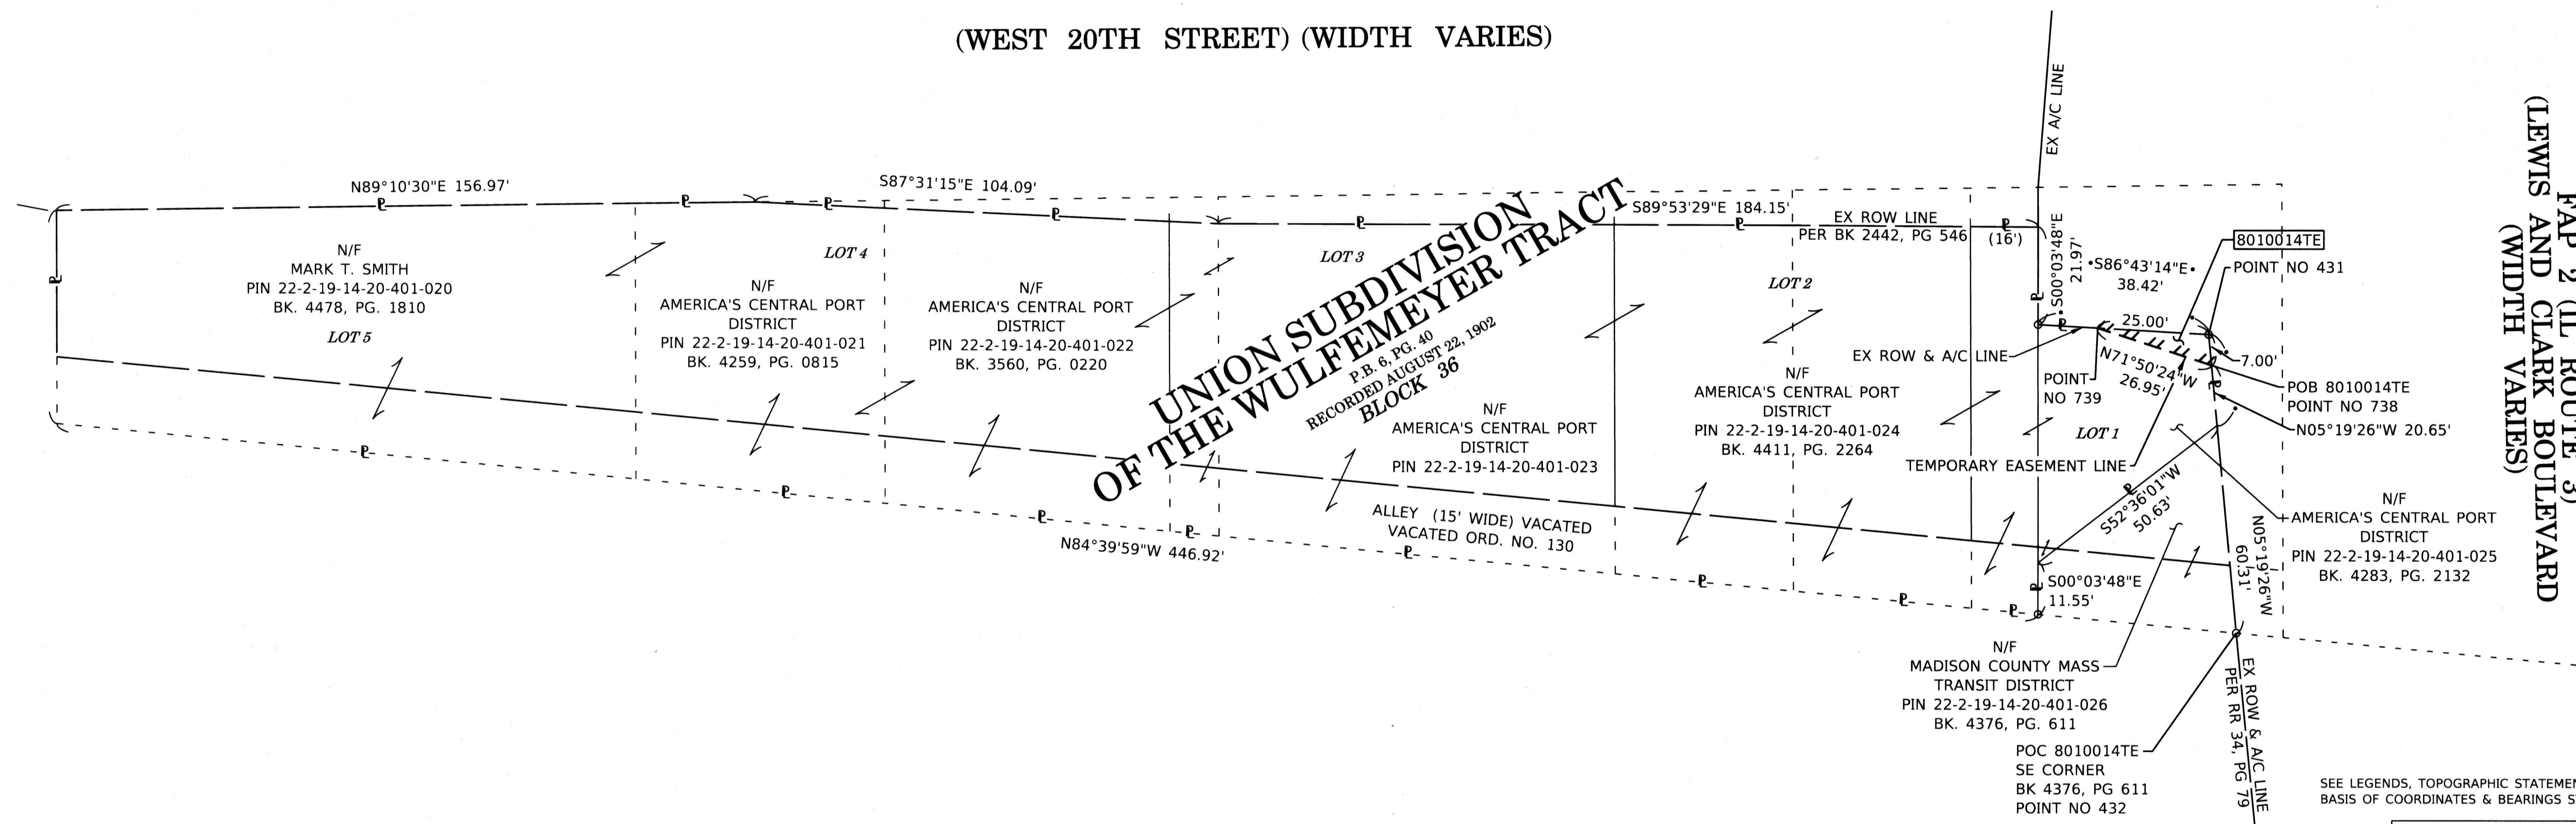 (WEST 20TH STREET) (WIDTH VARIES)
FAP 2 (IL ROUTE 3)
(LEWIS AND CLARK BOULEVARD
(WIDTH VARIES)
EX A/C LINE
N89°10'30"E 156.97'
S87°31'15"E 104.09'
S89°53'29"E 184.15'
EX ROW LINE
PER BK 2442, PG 546
(16')
S00°03'48"E
21.97'
S86°43'14"E
38.42'
8010014TE
POINT NO 431
25.00'
7.00'
N71°50'24"W
26.95'
EX ROW & A/C LINE
POINT
NO 739
POB 8010014TE
POINT NO 738
N05°19'26"W 20.65'
LOT 1
TEMPORARY EASEMENT LINE
S52°36'01"W
50.63'
N/F
MARK T. SMITH
PIN 22-2-19-14-20-401-020
BK. 4478, PG. 1810
LOT 5
LOT 4
N/F
AMERICA'S CENTRAL PORT
DISTRICT
PIN 22-2-19-14-20-401-021
BK. 4259, PG. 0815
N/F
AMERICA'S CENTRAL PORT
DISTRICT
PIN 22-2-19-14-20-401-022
BK. 3560, PG. 0220
UNION SUBDIVISION
OF THE WULFEMEYER TRACT
P.B. 6, PG. 40
RECORDED AUGUST 22, 1902
BLOCK 36
LOT 3
N/F
AMERICA'S CENTRAL PORT
DISTRICT
PIN 22-2-19-14-20-401-023
LOT 2
N/F
AMERICA'S CENTRAL PORT
DISTRICT
PIN 22-2-19-14-20-401-024
BK. 4411, PG. 2264
ALLEY (15' WIDE) VACATED
VACATED ORD. NO. 130
N84°39'59"W 446.92'
N/F
AMERICA'S CENTRAL PORT
DISTRICT
PIN 22-2-19-14-20-401-025
BK. 4283, PG. 2132
N05°19'26"W
60.31'
S00°03'48"E
11.55'
N/F
MADISON COUNTY MASS
TRANSIT DISTRICT
PIN 22-2-19-14-20-401-026
BK. 4376, PG. 611
POC 8010014TE
SE CORNER
BK 4376, PG 611
POINT NO 432
EX ROW & A/C LINE
PER RR 34, PG 79
SEE LEGENDS, TOPOGRAPHIC
BASIS OF COORDINATES & BEARINGS